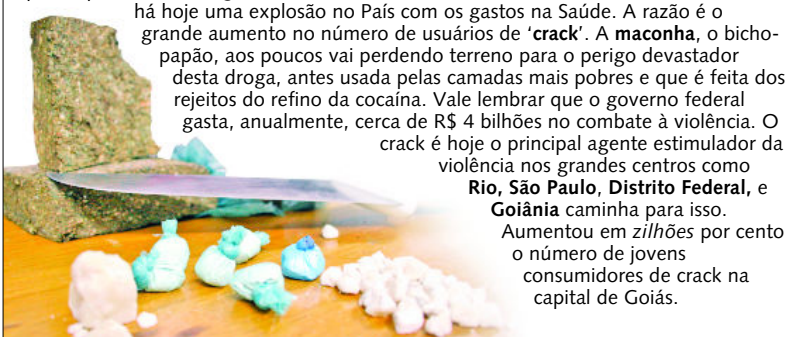 há hoje uma explosão no País com os gastos na Saúde. A razão é o
grande aumento no número de usuários de ‘crack’. A maconha, o bicho-
papão, aos poucos vai perdendo terreno para o perigo devastador
desta droga, antes usada pelas camadas mais pobres e que é feita dos
rejeitos do refino da cocaína. Vale lembrar que o governo federal
gasta, anualmente, cerca de R$ 4 bilhões no combate à violência. O
crack é hoje o principal agente estimulador da
violência nos grandes centros como
Rio, São Paulo, Distrito Federal, e
Goiânia caminha para isso.
Aumentou em zilhões por cento
o número de jovens
consumidores de crack na
capital de Goiás.